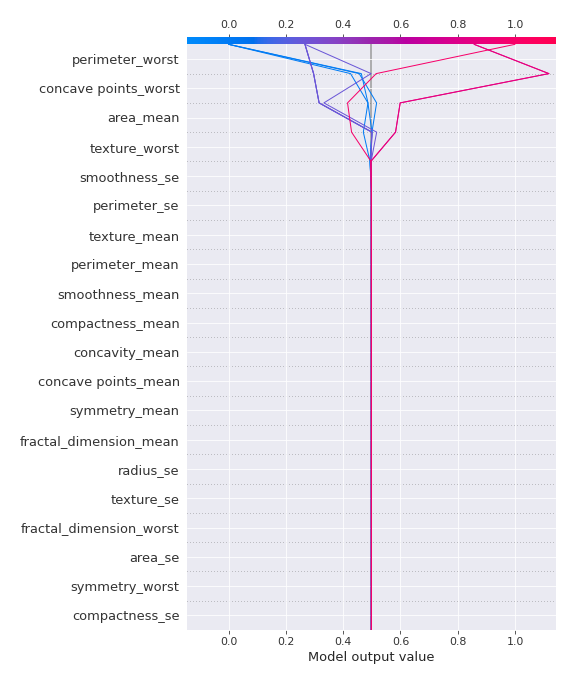 0.0 0.2 0.4 0.6 0.8 1.0
perimeter_worst
concave points_worst
area_mean
texture_worst
smoothness_se
perimeter_se
texture_mean
perimeter_mean
smoothness_mean
compactness_mean
concavity_mean
concave points_mean
symmetry_mean
fractal_dimension_mean
radius_se
texture_se
fractal_dimension_worst
area_se
symmetry_worst
compactness_se
0.0 0.2 0.4 0.6 0.8 1.0
Model output value